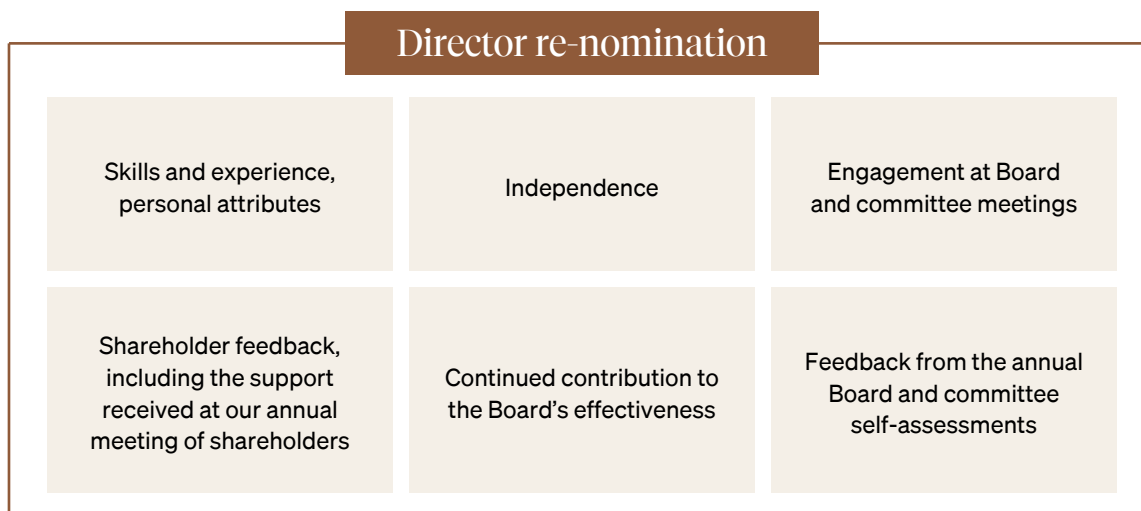 Director re-nomination
Skills and experience,
personal attributes
Independence
Engagement at Board
and committee meetings
Shareholder feedback,
including the support
received at our annual
meeting of shareholders
Continued contribution to
the Board’s effectiveness
Feedback from the annual
Board and committee
self-assessments